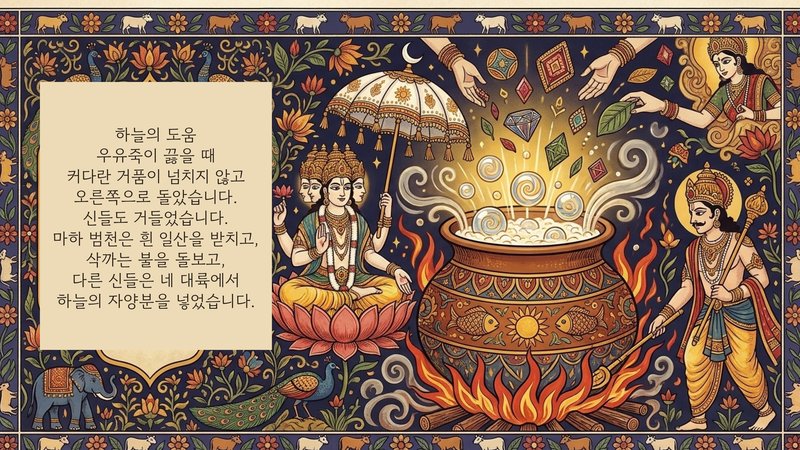 하늘의 도움
우유죽이 끓을 때
커다란 거품이 넘치지 않고
오른쪽으로 돌았습니다.
신들도 거들었습니다.
마하 범천은 흰 일산을 받치고,
삭까는 불을 돌보고,
다른 신들은 네 대륙에서
하늘의 자양분을 넣었습니다.